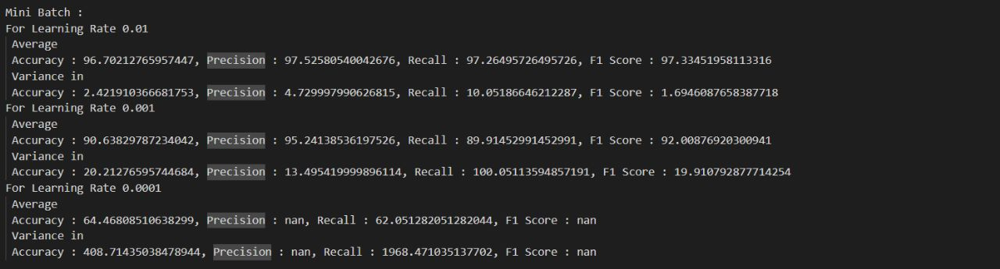 Mini Batch :
For Learning Rate 0.01
Average
Accuracy : 96.70212765957447, Precision : 97.52580540042676, Recall : 97.26495726495726, F1 Score : 97.33451958113316
Variance in
Accuracy : 2.421910366681753, Precision : 4.729997990626815, Recall : 10.05186646212287, F1 Score : 1.6946087658387718
For Learning Rate 0.001
Average
Accuracy : 90.63829787234042, Precision : 95.24138536197526, Recall : 89.91452991452991, F1 Score : 92.00876920300941
Variance in
Accuracy : 20.21276595744684, Precision : 13.495419999896114, Recall : 100.05113594857191, F1 Score : 19.910792877714254
For Learning Rate 0.0001
Average
Accuracy : 64.46808510638299, Precision : nan, Recall : 62.051282051282044, F1 Score : nan
Variance in
Accuracy : 408.71435038478944, Precision : nan, Recall : 1968.471035137702, F1 Score : nan